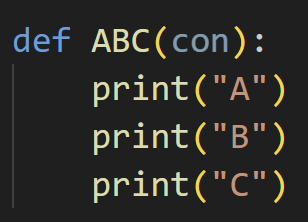 def ABC(con):
    print("A")
    print("B")
    print("C")